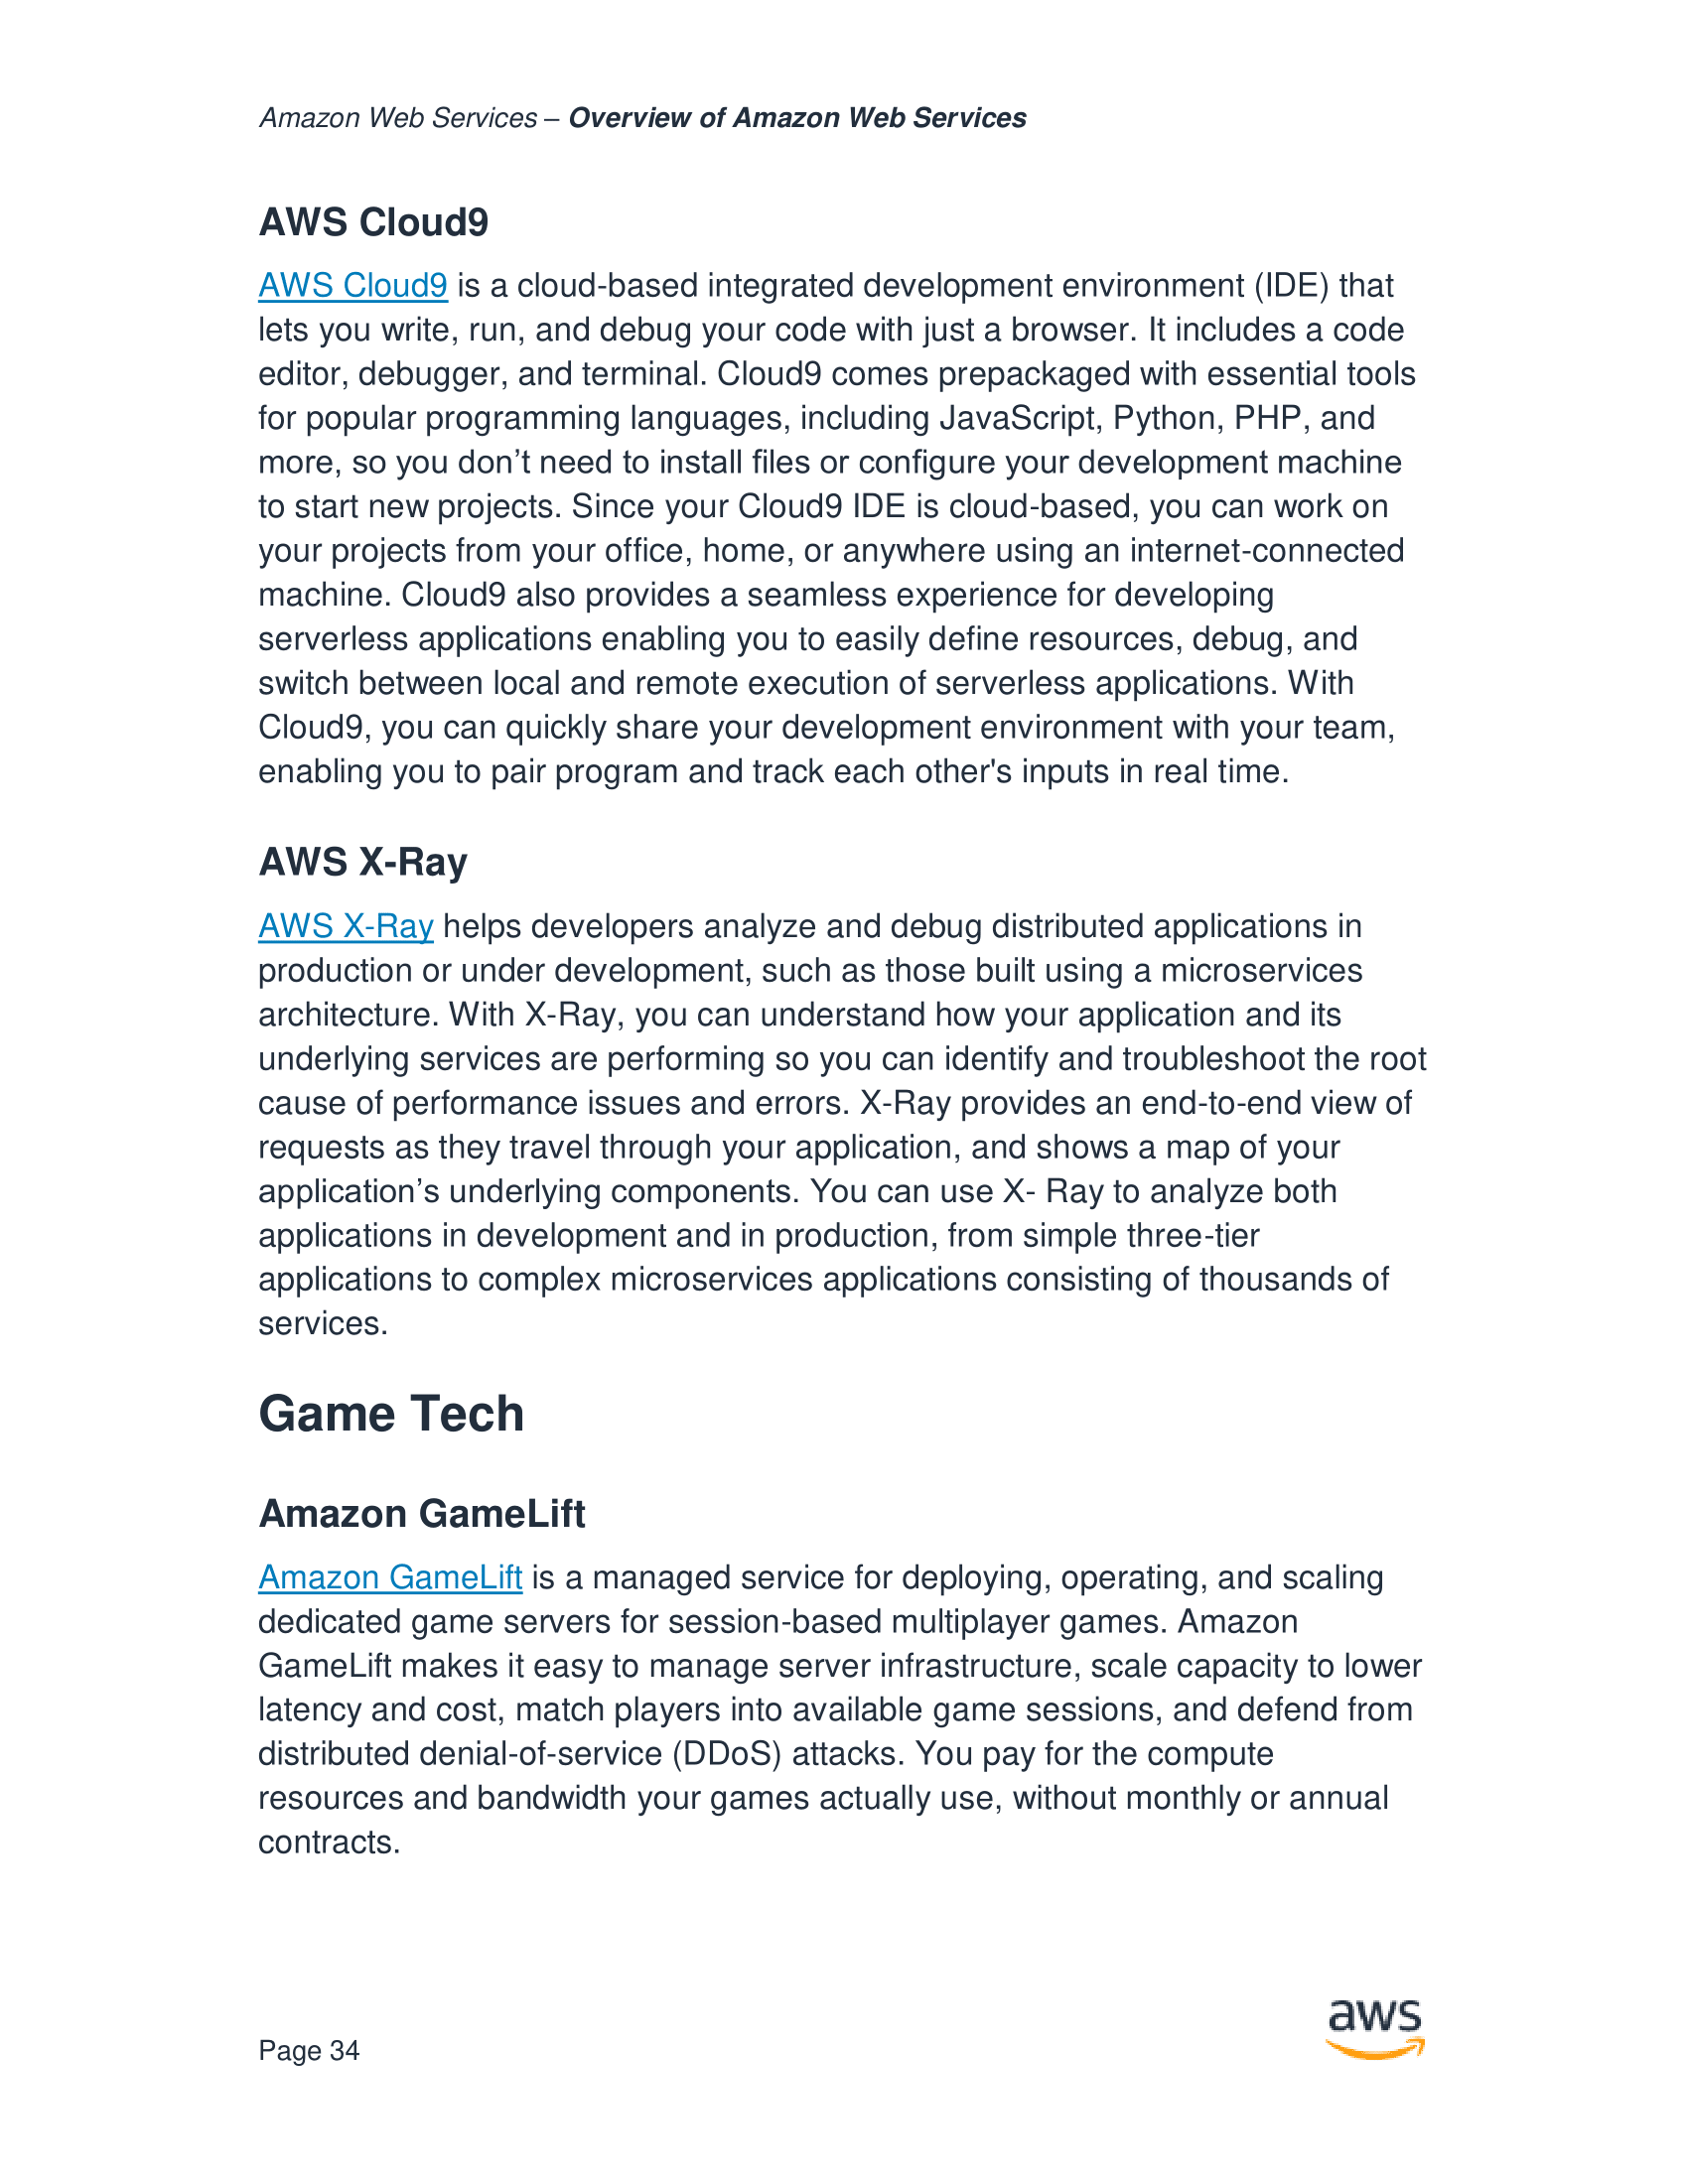 Amazon Web Services – Overview of Amazon Web Services
AWS Cloud9
AWS Cloud9 is a cloud-based integrated development environment (IDE) that
lets you write, run, and debug your code with just a browser. It includes a code
editor, debugger, and terminal. Cloud9 comes prepackaged with essential tools
for popular programming languages, including JavaScript, Python, PHP, and
more, so you don’t need to install files or configure your development machine
to start new projects. Since your Cloud9 IDE is cloud-based, you can work on
your projects from your office, home, or anywhere using an internet-connected
machine. Cloud9 also provides a seamless experience for developing
serverless applications enabling you to easily define resources, debug, and
switch between local and remote execution of serverless applications. With
Cloud9, you can quickly share your development environment with your team,
enabling you to pair program and track each other's inputs in real time.
AWS X-Ray
AWS X-Ray helps developers analyze and debug distributed applications in
production or under development, such as those built using a microservices
architecture. With X-Ray, you can understand how your application and its
underlying services are performing so you can identify and troubleshoot the root
cause of performance issues and errors. X-Ray provides an end-to-end view of
requests as they travel through your application, and shows a map of your
application’s underlying components. You can use X- Ray to analyze both
applications in development and in production, from simple three-tier
applications to complex microservices applications consisting of thousands of
services.
Game Tech
Amazon GameLift
Amazon GameLift is a managed service for deploying, operating, and scaling
dedicated game servers for session-based multiplayer games. Amazon
GameLift makes it easy to manage server infrastructure, scale capacity to lower
latency and cost, match players into available game sessions, and defend from
distributed denial-of-service (DDoS) attacks. You pay for the compute
resources and bandwidth your games actually use, without monthly or annual
contracts.
aws
Page 34